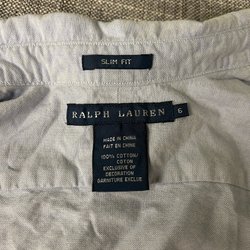 SLIM FIT
RALPH LAUREN 6
MADE IN CHINA
FAIT EN CHINE
100% COTTON/
COTON
EXCLUSIVE OF
DECORATION
GARNITURE EXCLUE